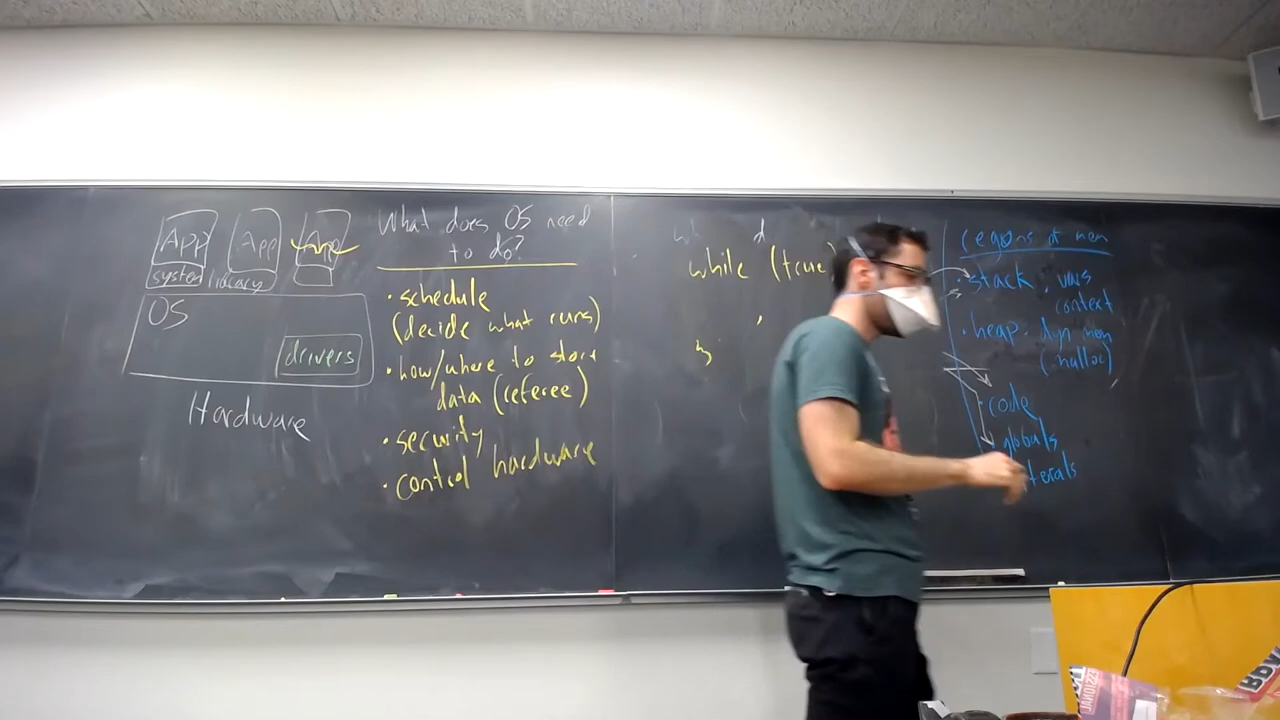 App App App
system library
OS
drivers
Hardware
What does OS need
to do?
• schedule
(decide what runs)
• how/where to store
data (referee)
• security
• control hardware
while (true)
}
regions of mem
• stack . vars
context
• heap . dyn mem
(malloc)
• code
• globals